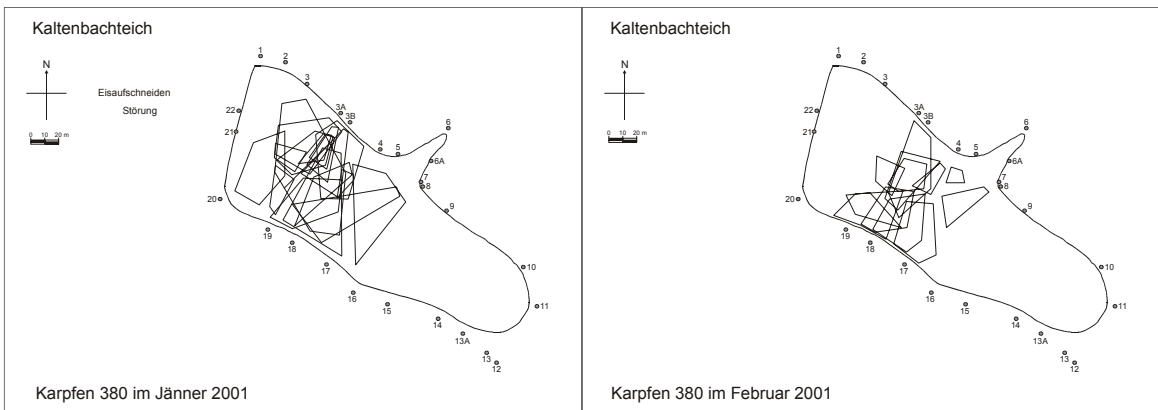 Kaltenbachteich
N
Eisaufschneiden
Störung
0 10 20 m
1
2
3
3A
3B
4
5
6
6A
7
8
9
10
11
12
13
13A
14
15
16
17
18
19
20
21
22
Karpfen 380 im Jänner 2001
Kaltenbachteich
N
0 10 20 m
1
2
3
3A
3B
4
5
6
6A
7
8
9
10
11
12
13
13A
14
15
16
17
18
19
20
21
22
Karpfen 380 im Februar 2001